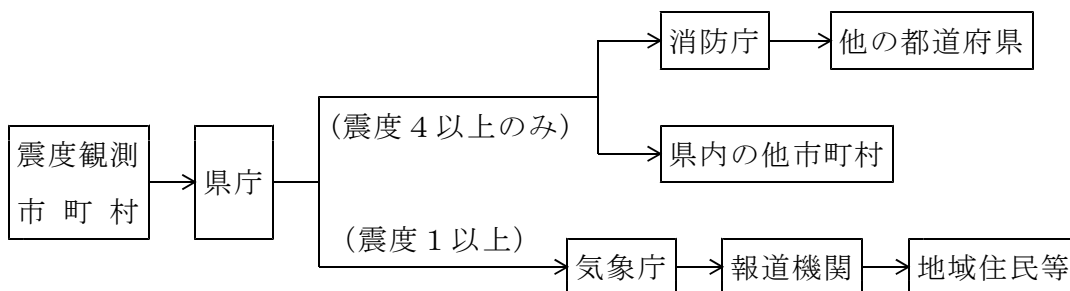 震度観測
市町村
県庁
（震度４以上のみ）
消防庁
他の都道府県
県内の他市町村
（震度１以上）
気象庁
報道機関
地域住民等